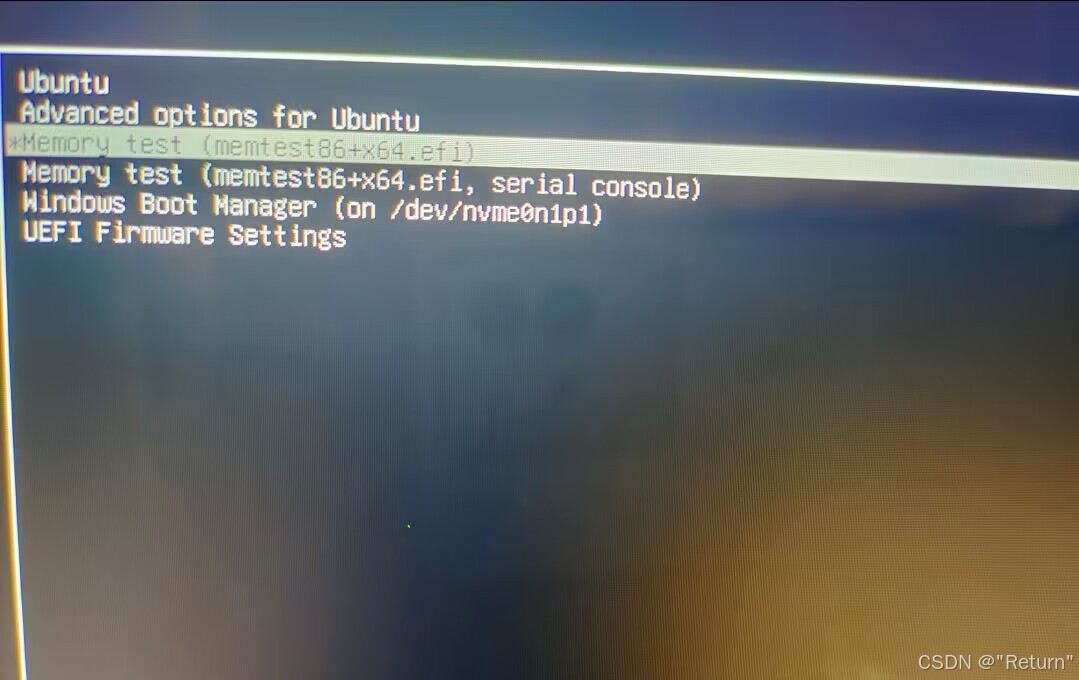 Ubuntu
Advanced options for Ubuntu
*Memory test (memtest86+x64.efi)
Memory test (memtest86+x64.efi, serial console)
Windows Boot Manager (on /dev/nvme0n1p1)
UEFI Firmware Settings
CSDN @"Return"